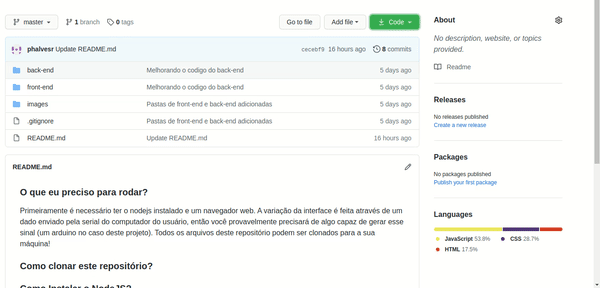 master
1 branch
0 tags
Go to file
Add file
Code
phalvesr Update README.md
cecebf9 16 hours ago
8 commits
back-end
Melhorando o codigo do back-end
5 days ago
front-end
Melhorando o codigo do back-end
5 days ago
images
Pastas de front-end e back-end adicionadas
5 days ago
.gitignore
Pastas de front-end e back-end adicionadas
5 days ago
README.md
Update README.md
16 hours ago
README.md
O que eu preciso para rodar?
Primeiramente é necessário ter o nodejs instalado e um navegador web. A variação da interface é feita através de um
dado enviado pela serial do computador do usuário, então você provavelmente precisará de algo capaz de gerar esse
sinal (um arduino no caso deste projeto). Todos os arquivos deste repositório podem ser clonados para a sua
máquina!
Como clonar este repositório?
Como Instalar o NodeJS?
About
No description, website, or topics
provided.
Readme
Releases
No releases published
Create a new release
Packages
No packages published
Publish your first package
Languages
JavaScript 53.8%
CSS 28.7%
HTML 17.5%